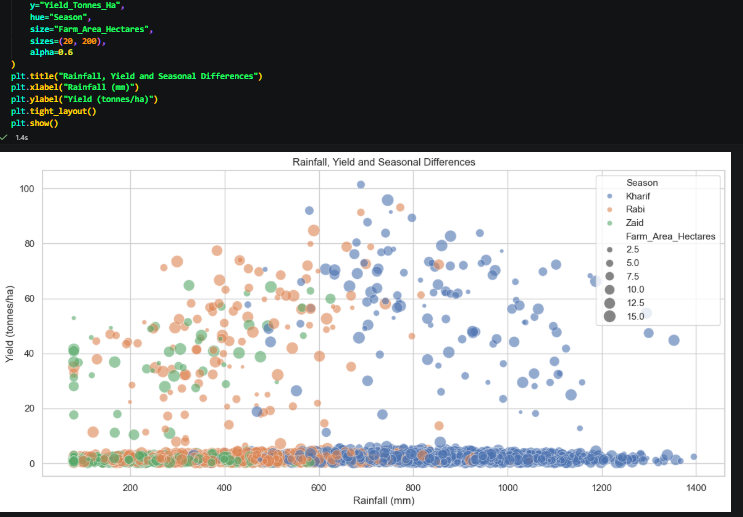 y="Yield_Tonnes_Ha",
hue="Season",
size="Farm_Area_Hectares",
sizes=(20, 200),
alpha=0.6
)
plt.title("Rainfall, Yield and Seasonal Differences")
plt.xlabel("Rainfall (mm)")
plt.ylabel("Yield (tonnes/ha)")
plt.tight_layout()
plt.show()
1.4s
Rainfall, Yield and Seasonal Differences
Season
Kharif
Rabi
Zaid
Farm_Area_Hectares
2.5
5.0
7.5
10.0
12.5
15.0
100
80
60
40
20
0
Yield (tonnes/ha)
200 400 600 800 1000 1200 1400
Rainfall (mm)